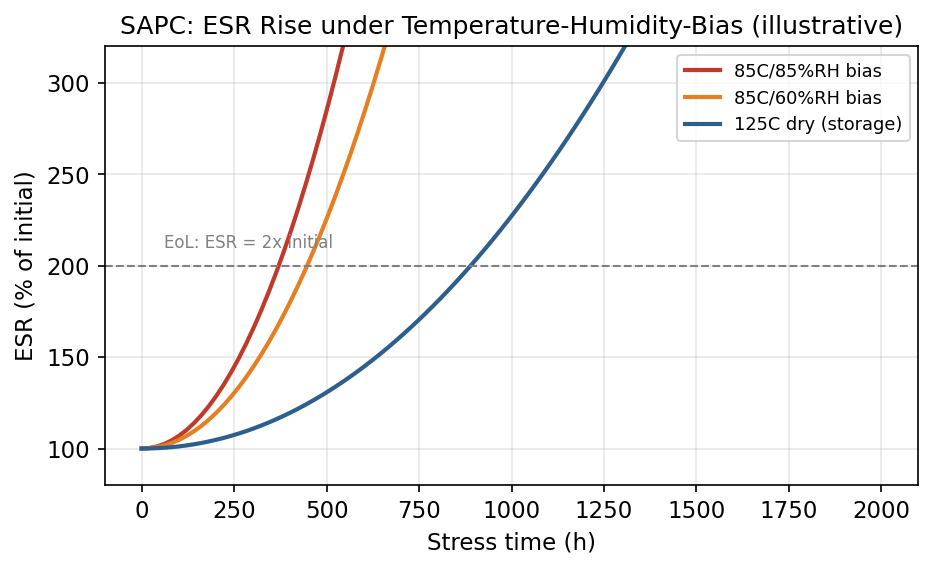 SAPC: ESR Rise under Temperature-Humidity-Bias (illustrative)
ESR (% of initial)
300
250
200
150
100
EoL: ESR = 2x initial
85C/85%RH bias
85C/60%RH bias
125C dry (storage)
0 250 500 750 1000 1250 1500 1750 2000
Stress time (h)